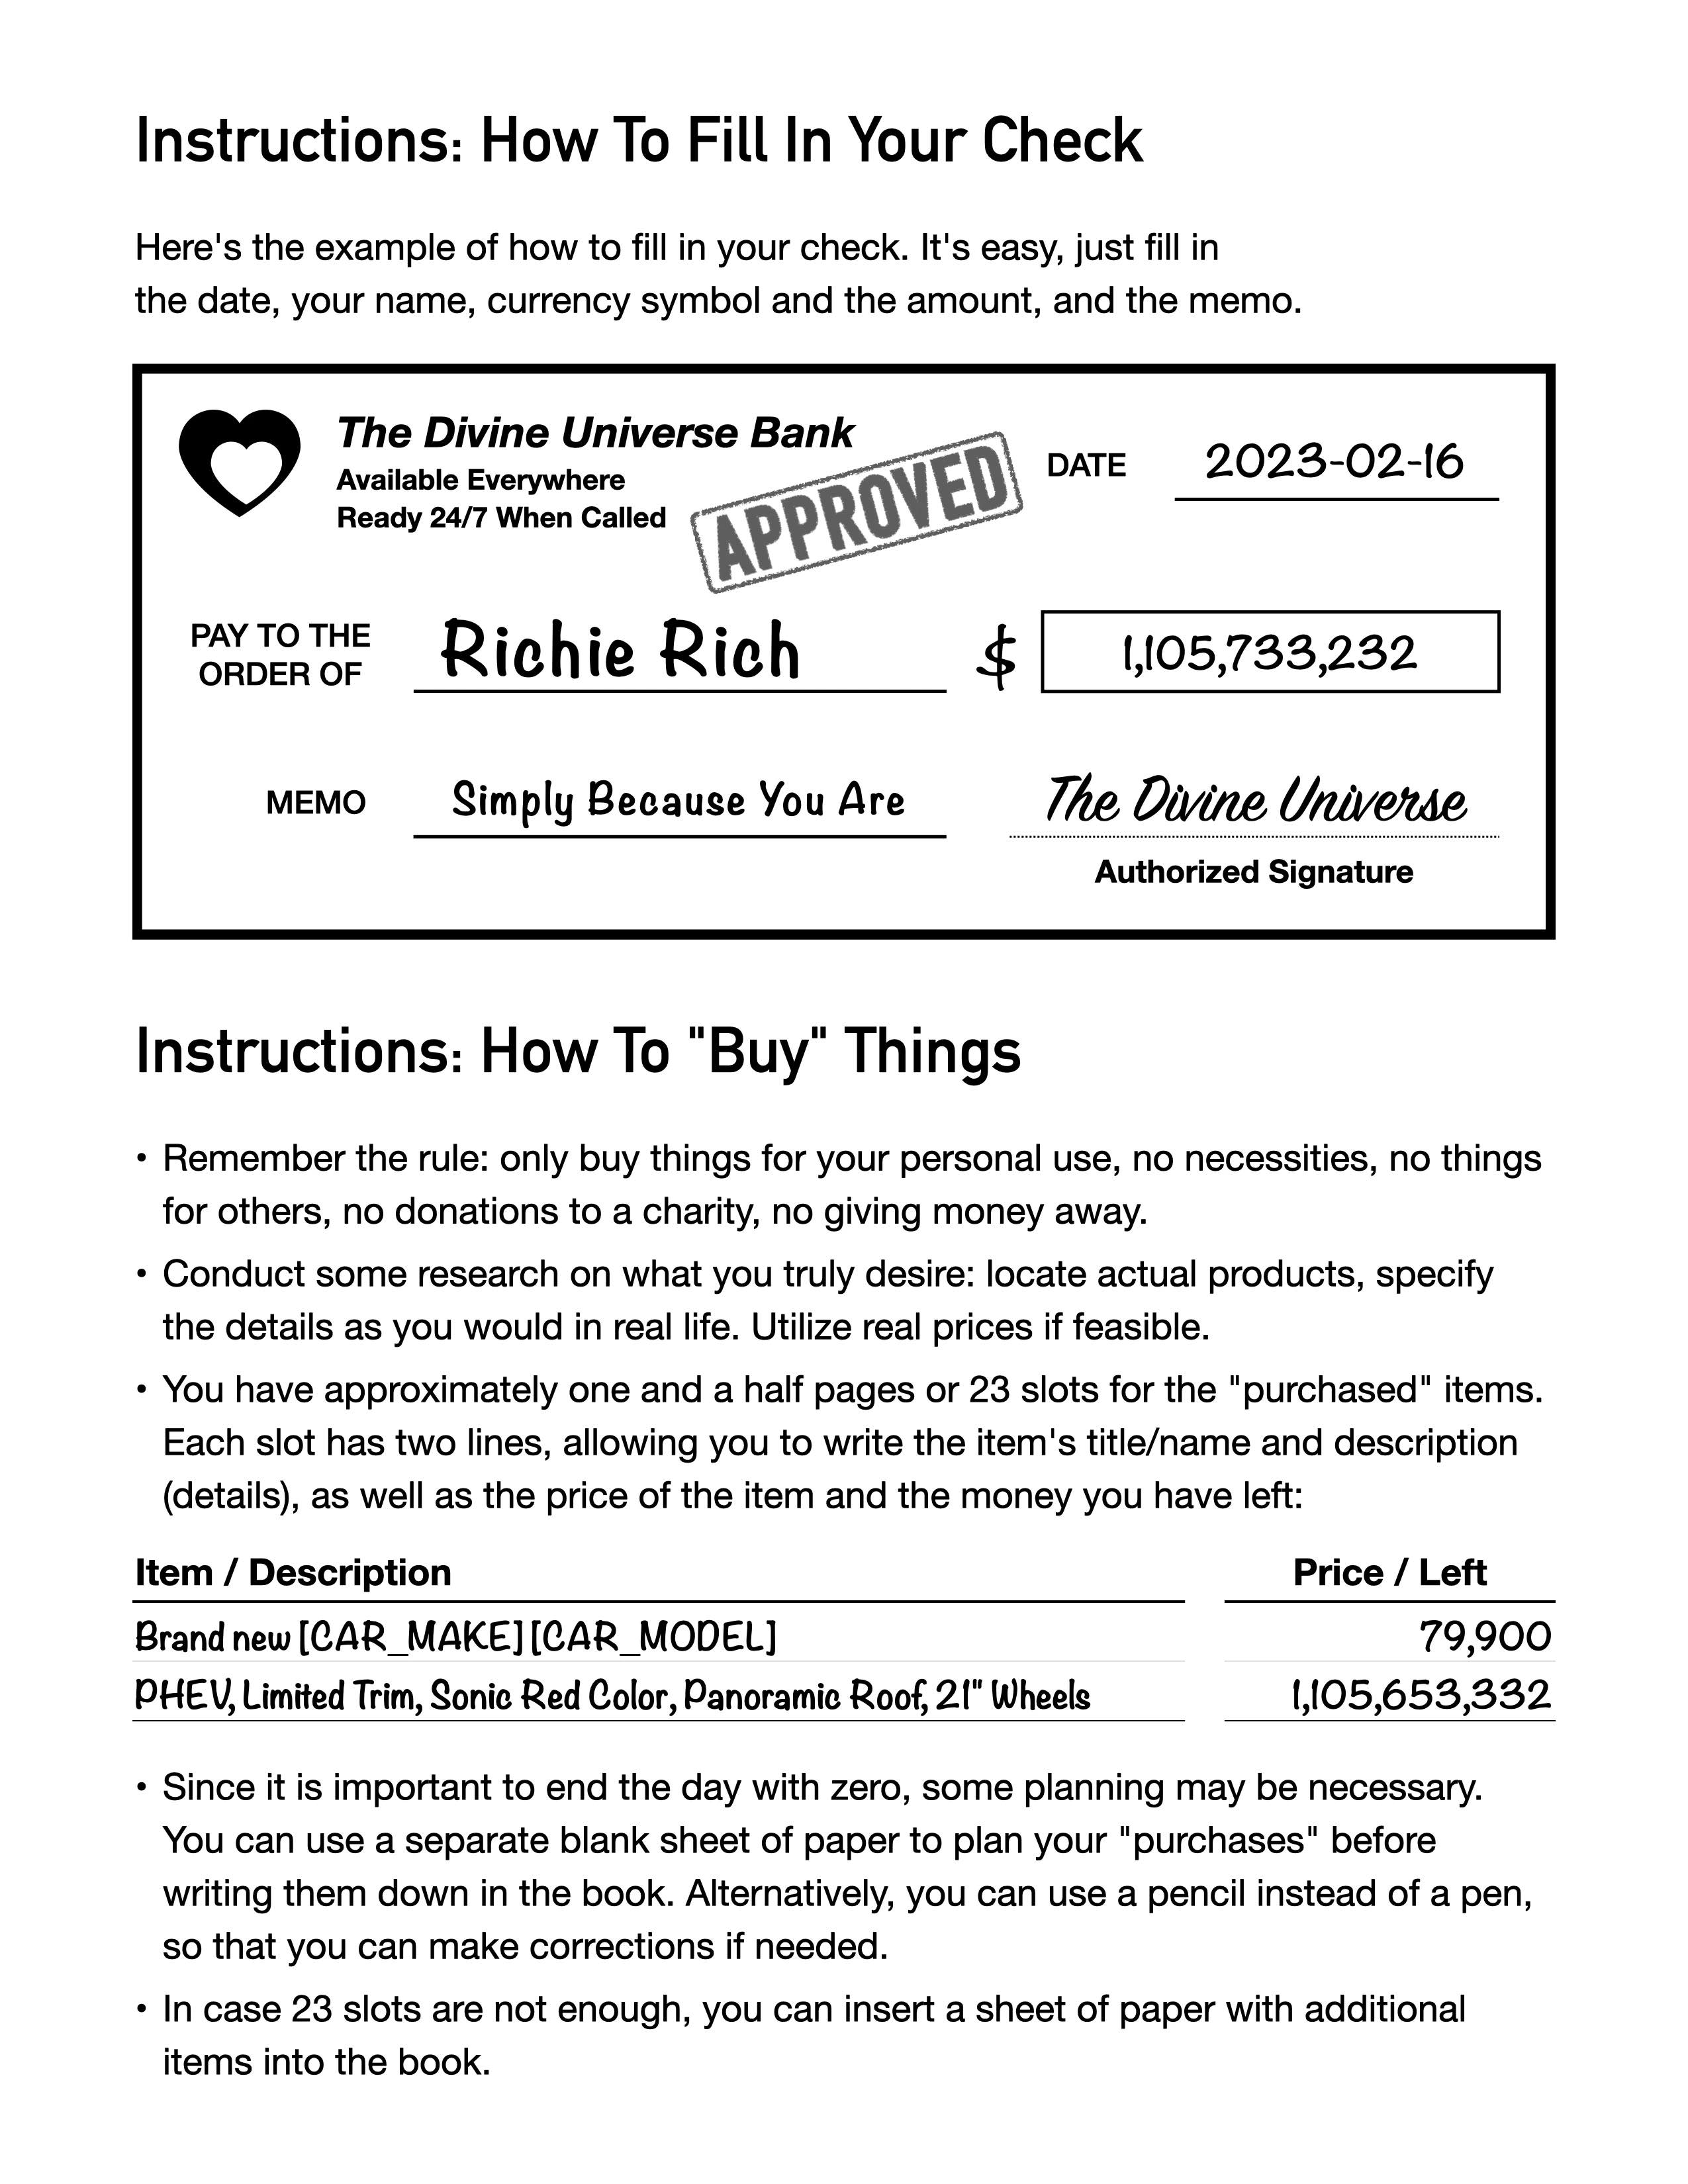 Instructions: How To Fill In Your Check
Here's the example of how to fill in your check. It's easy, just fill in
the date, your name, currency symbol and the amount, and the memo.
The Divine Universe Bank
Available Everywhere
Ready 24/7 When Called
APPROVED
DATE 2023-02-16
PAY TO THE
ORDER OF
Richie Rich $ 1,105,733,232
MEMO Simply Because You Are
The Divine Universe
Authorized Signature
Instructions: How To "Buy" Things
• Remember the rule: only buy things for your personal use, no necessities, no things
for others, no donations to a charity, no giving money away.
• Conduct some research on what you truly desire: locate actual products, specify
the details as you would in real life. Utilize real prices if feasible.
• You have approximately one and a half pages or 23 slots for the "purchased" items.
Each slot has two lines, allowing you to write the item's title/name and description
(details), as well as the price of the item and the money you have left:
Item / Description Price / Left
Brand new [CAR_MAKE] [CAR_MODEL] 79,900
PHEV, Limited Trim, Sonic Red Color, Panoramic Roof, 21" Wheels 1,105,653,332
• Since it is important to end the day with zero, some planning may be necessary.
You can use a separate blank sheet of paper to plan your "purchases" before
writing them down in the book. Alternatively, you can use a pencil instead of a pen,
so that you can make corrections if needed.
• In case 23 slots are not enough, you can insert a sheet of paper with additional
items into the book.